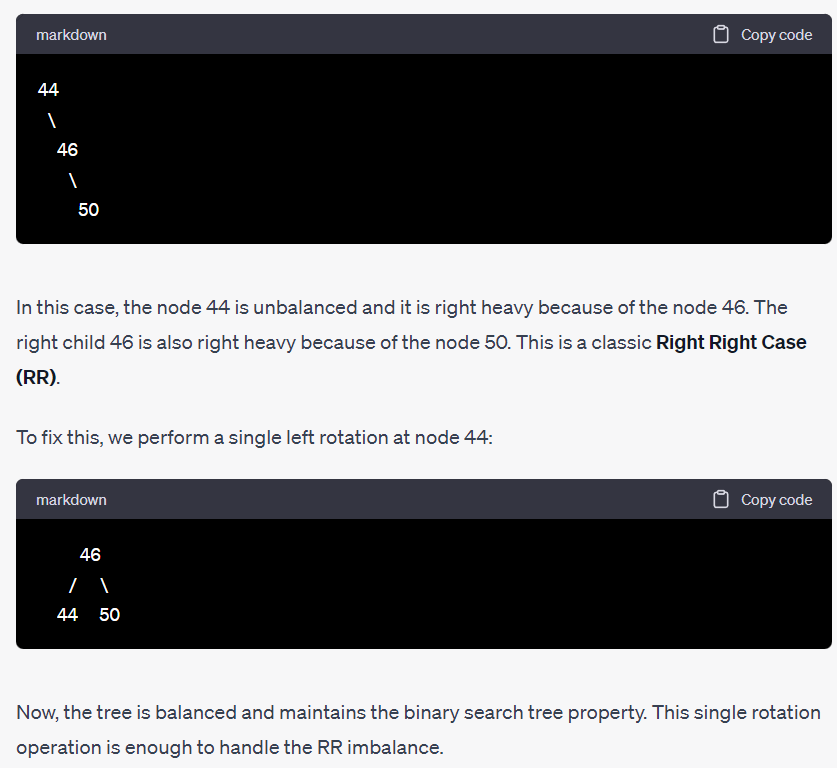 markdown Copy code
44
\
46
\
50
In this case, the node 44 is unbalanced and it is right heavy because of the node 46. The
right child 46 is also right heavy because of the node 50. This is a classic Right Right Case
(RR).
To fix this, we perform a single left rotation at node 44:
markdown Copy code
46
/ \
44 50
Now, the tree is balanced and maintains the binary search tree property. This single rotation
operation is enough to handle the RR imbalance.